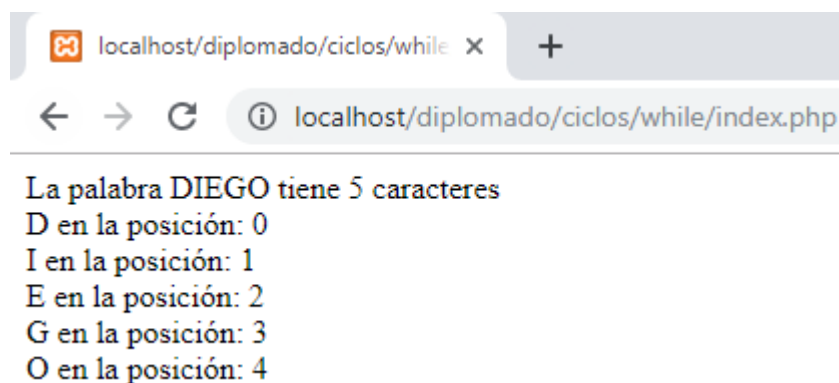 localhost/diplomado/ciclos/while
localhost/diplomado/ciclos/while/index.php
La palabra DIEGO tiene 5 caracteres
D en la posición: 0
I en la posición: 1
E en la posición: 2
G en la posición: 3
O en la posición: 4